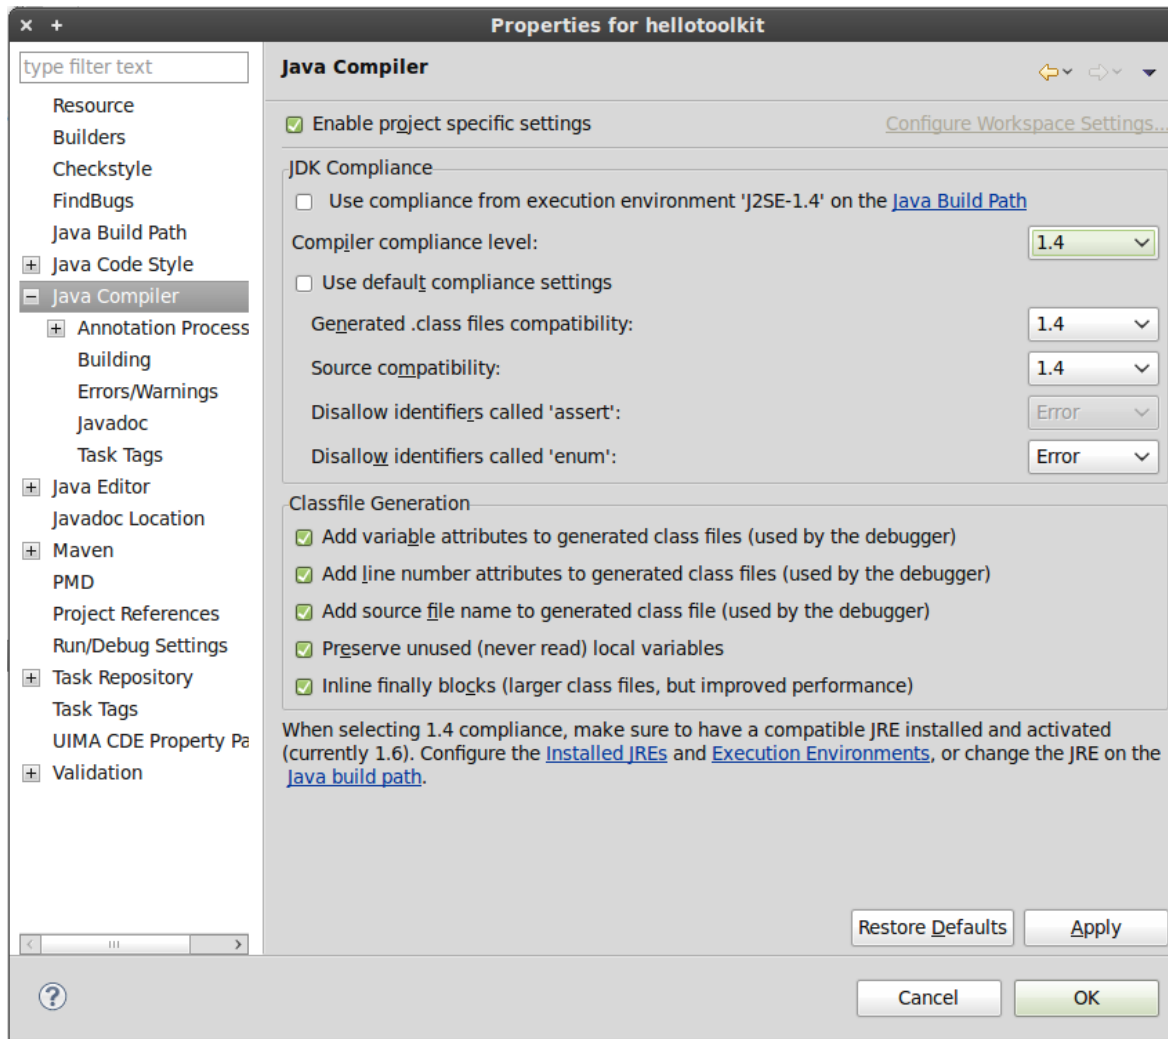 Properties for hellotoolkit
type filter text
Resource
Builders
Checkstyle
FindBugs
Java Build Path
Java Code Style
Java Compiler
Annotation Process
Building
Errors/Warnings
Javadoc
Task Tags
Java Editor
Javadoc Location
Maven
PMD
Project References
Run/Debug Settings
Task Repository
Task Tags
UIMA CDE Property Pa
Validation
Java Compiler
Enable project specific settings
Configure Workspace Settings...
JDK Compliance
Use compliance from execution environment 'J2SE-1.4' on the Java Build Path
Compiler compliance level: 1.4
Use default compliance settings
Generated .class files compatibility: 1.4
Source compatibility: 1.4
Disallow identifiers called 'assert': Error
Disallow identifiers called 'enum': Error
Classfile Generation
Add variable attributes to generated class files (used by the debugger)
Add line number attributes to generated class files (used by the debugger)
Add source file name to generated class file (used by the debugger)
Preserve unused (never read) local variables
Inline finally blocks (larger class files, but improved performance)
When selecting 1.4 compliance, make sure to have a compatible JRE installed and activated
(currently 1.6). Configure the Installed JREs and Execution Environments, or change the JRE on the
Java build path.
Restore Defaults
Apply
Cancel
OK